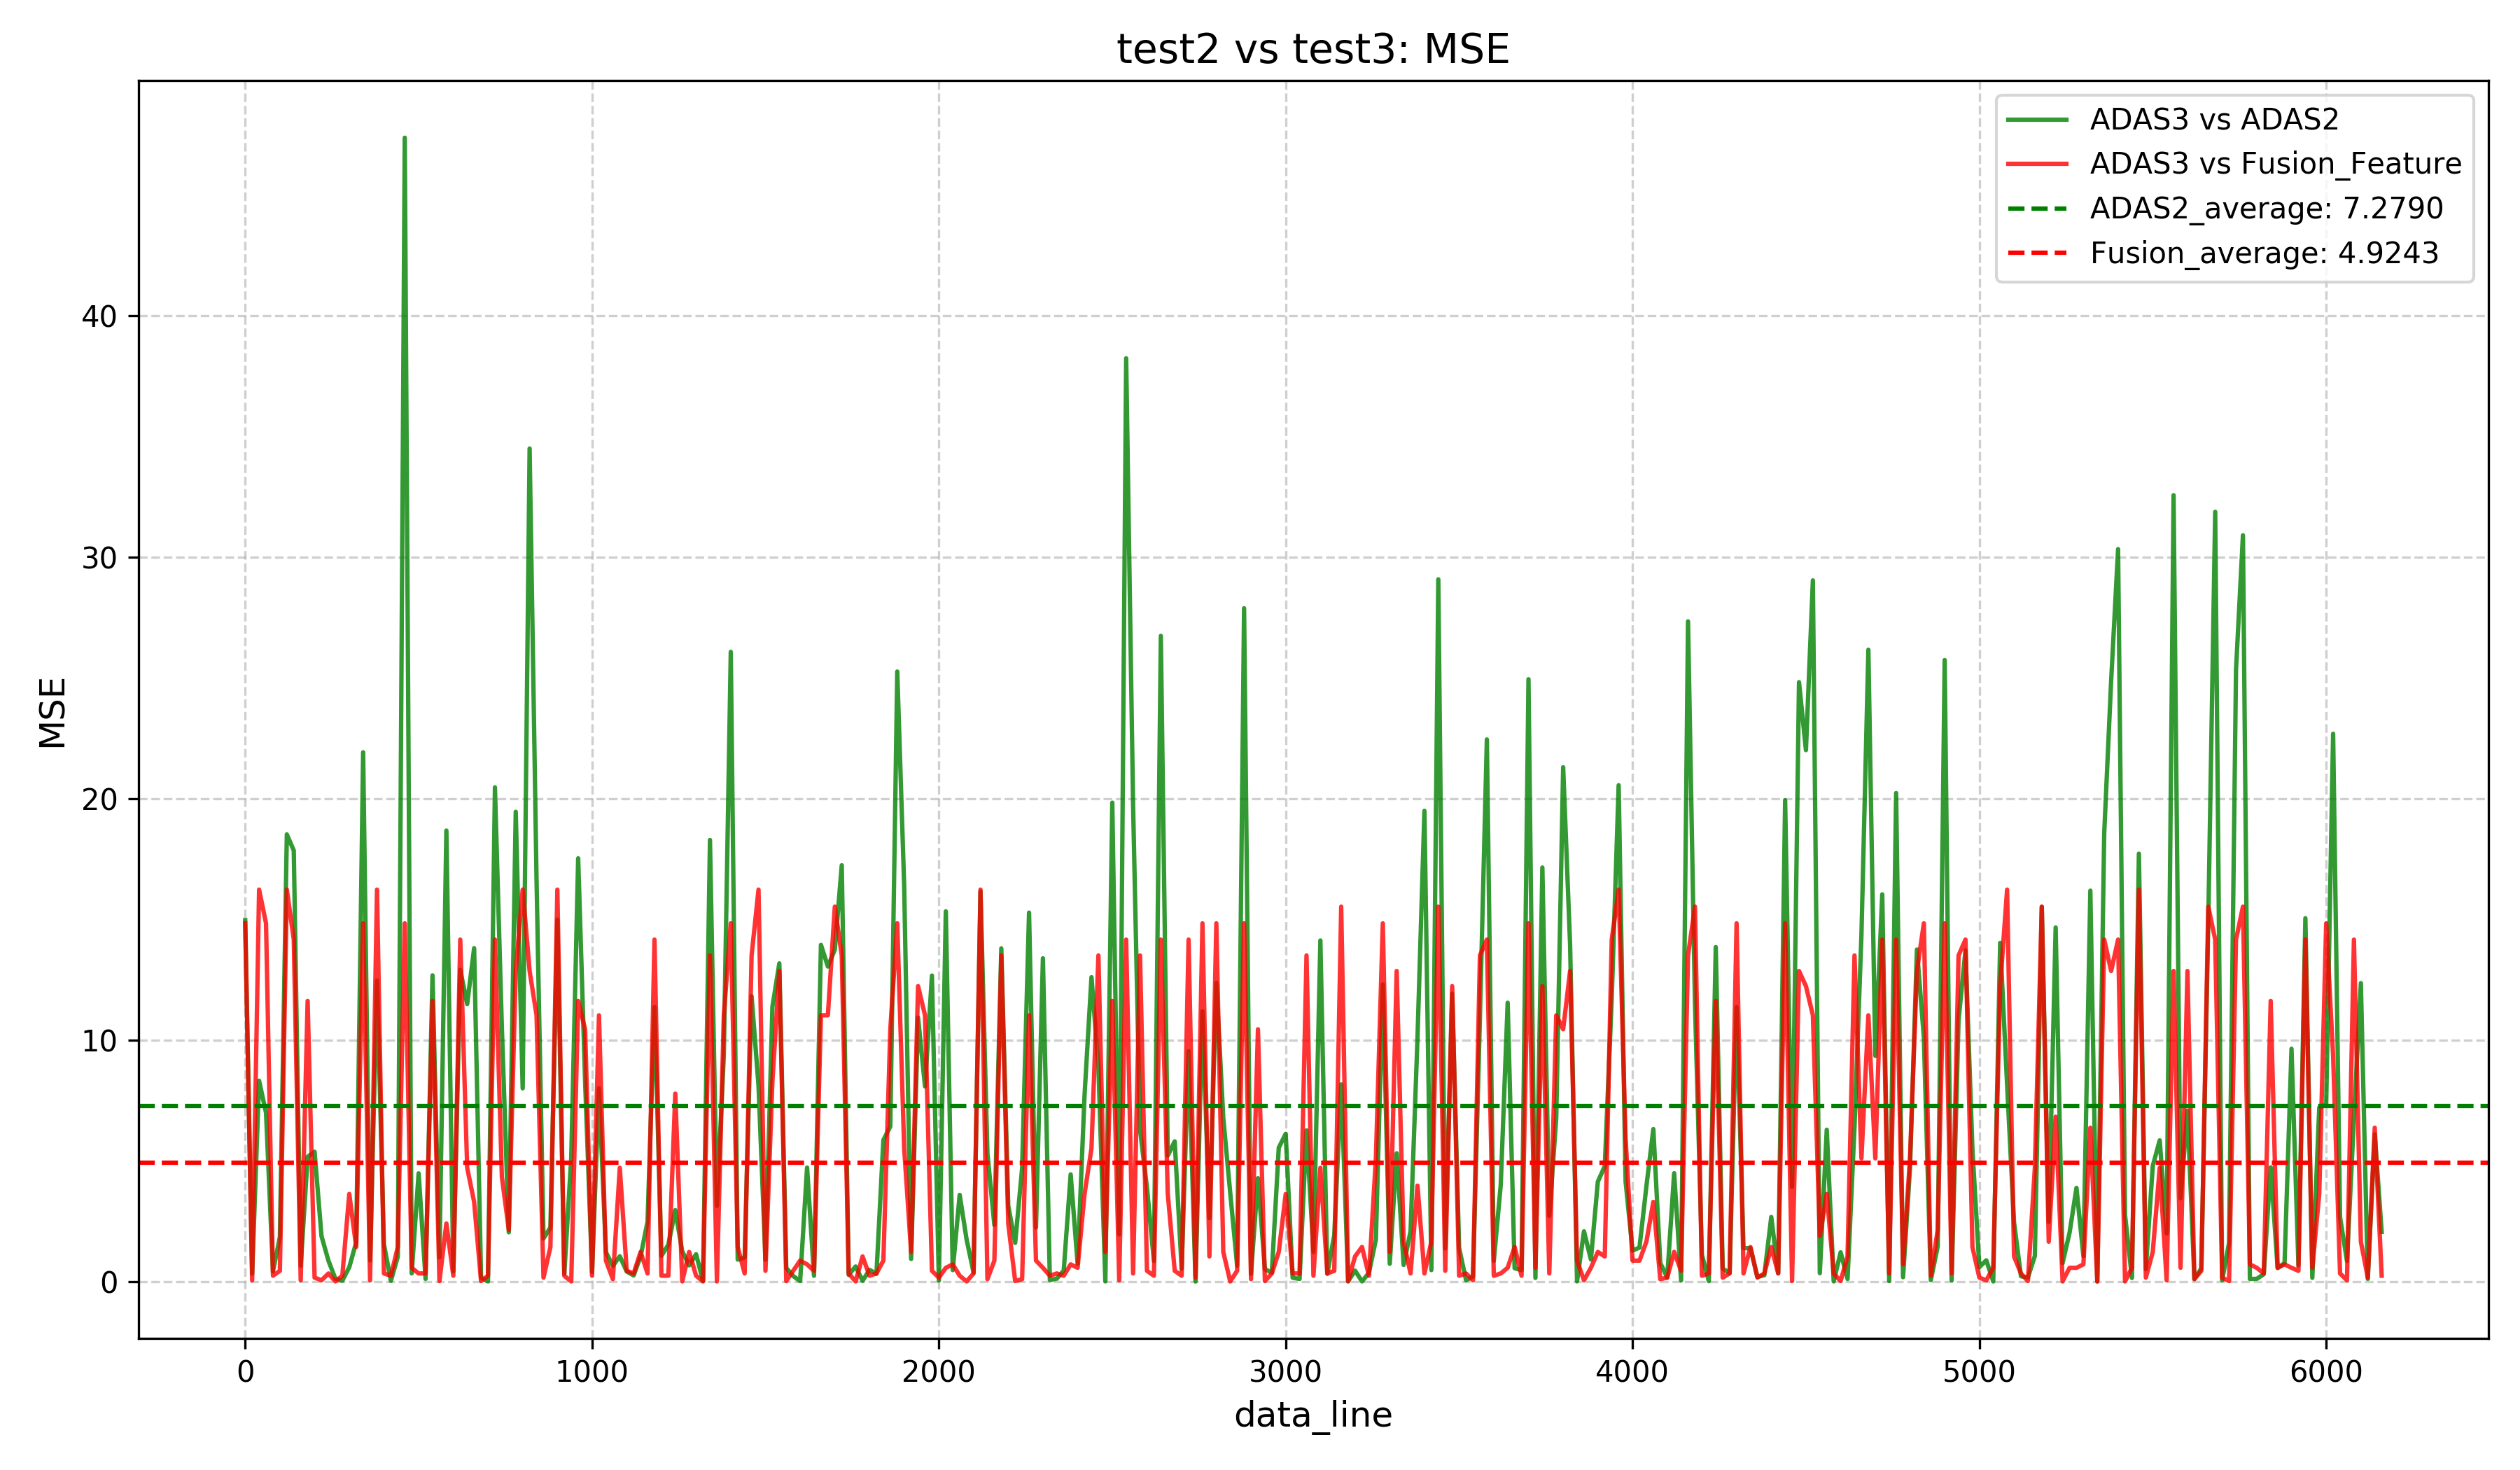 test2 vs test3: MSE
ADAS3 vs ADAS2
ADAS3 vs Fusion_Feature
ADAS2_average: 7.2790
Fusion_average: 4.9243
MSE
40
30
20
10
0
0 1000 2000 3000 4000 5000 6000
data_line